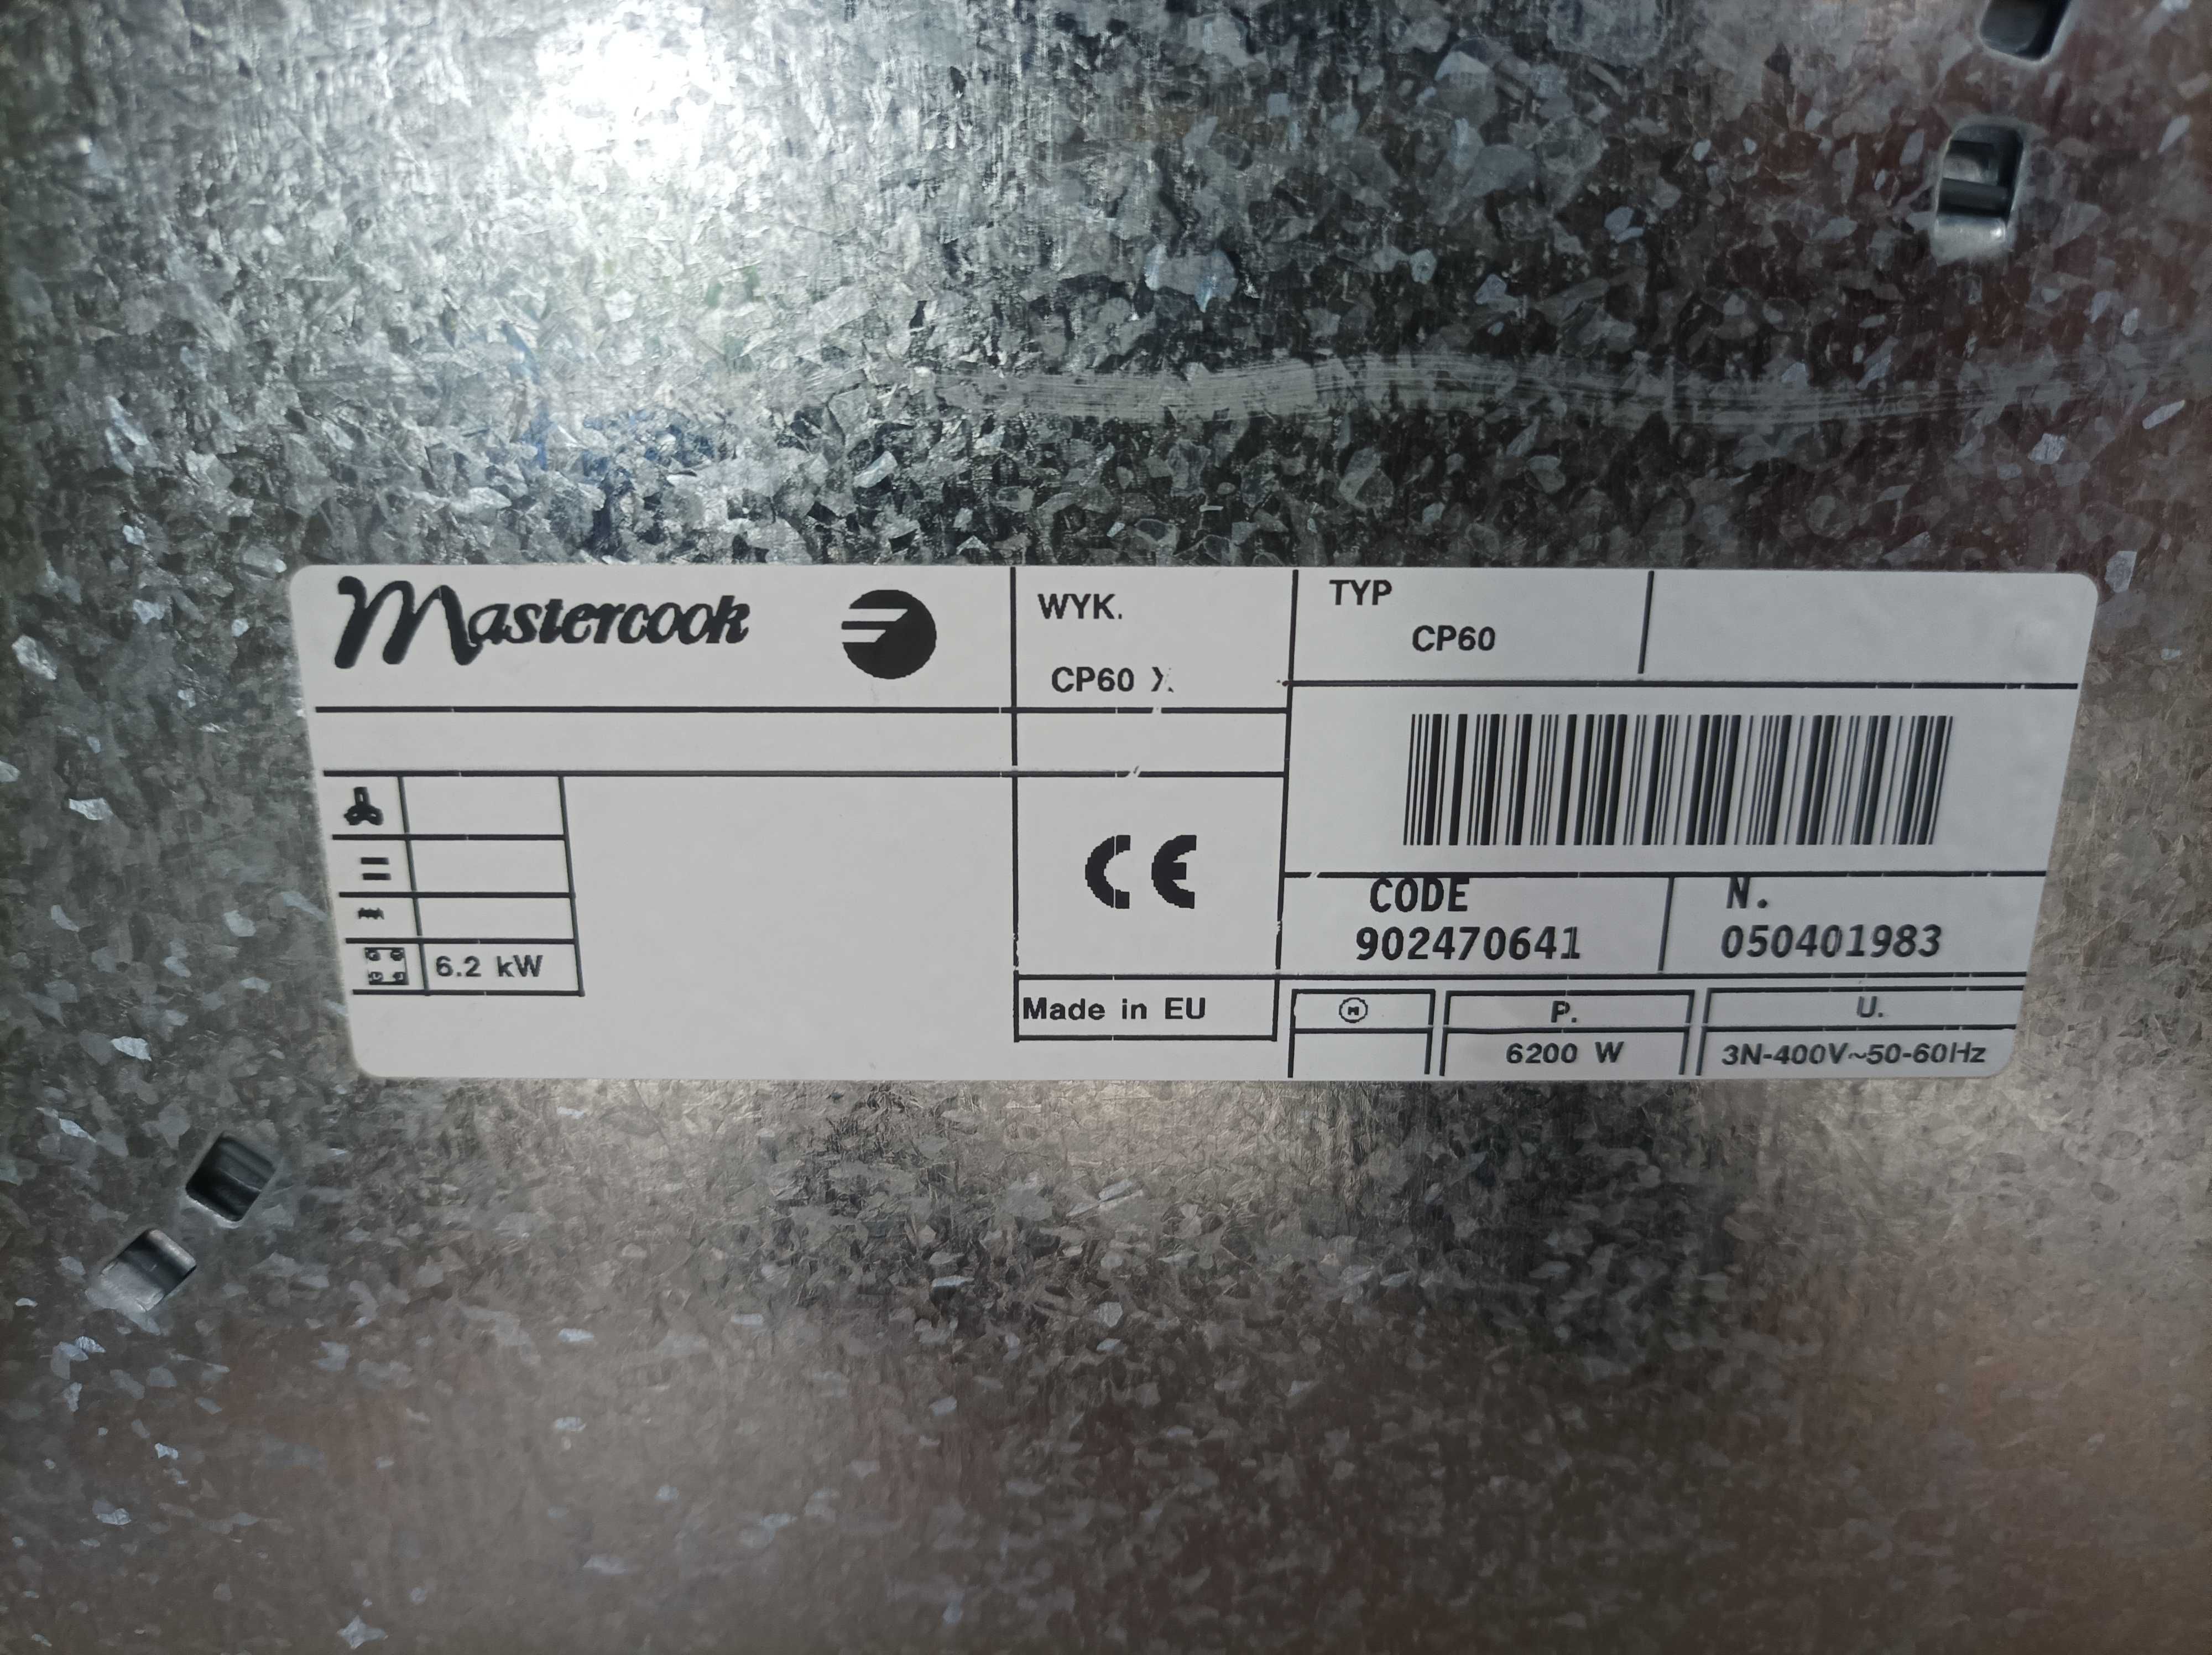 Mastercook
WYK.
CP60 X
TYP
CP60
CODE
902470641
N.
050401983
6.2 kW
CE
Made in EU
P.
6200 W
U.
3N-400V~50-60Hz